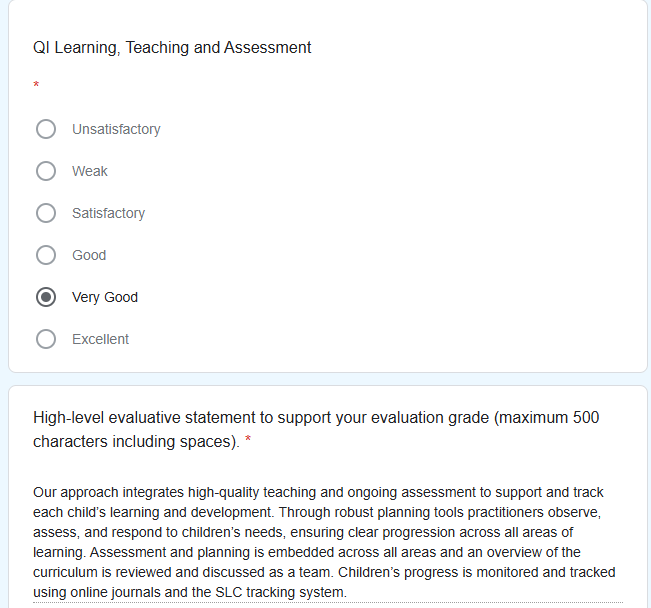 QI Learning, Teaching and Assessment
*
Unsatisfactory
Weak
Satisfactory
Good
Very Good
Excellent
High-level evaluative statement to support your evaluation grade (maximum 500
characters including spaces). *
Our approach integrates high-quality teaching and ongoing assessment to support and track
each child's learning and development. Through robust planning tools practitioners observe,
assess, and respond to children's needs, ensuring clear progression across all areas of
learning. Assessment and planning is embedded across all areas and an overview of the
curriculum is reviewed and discussed as a team. Children's progress is monitored and tracked
using online journals and the SLC tracking system.